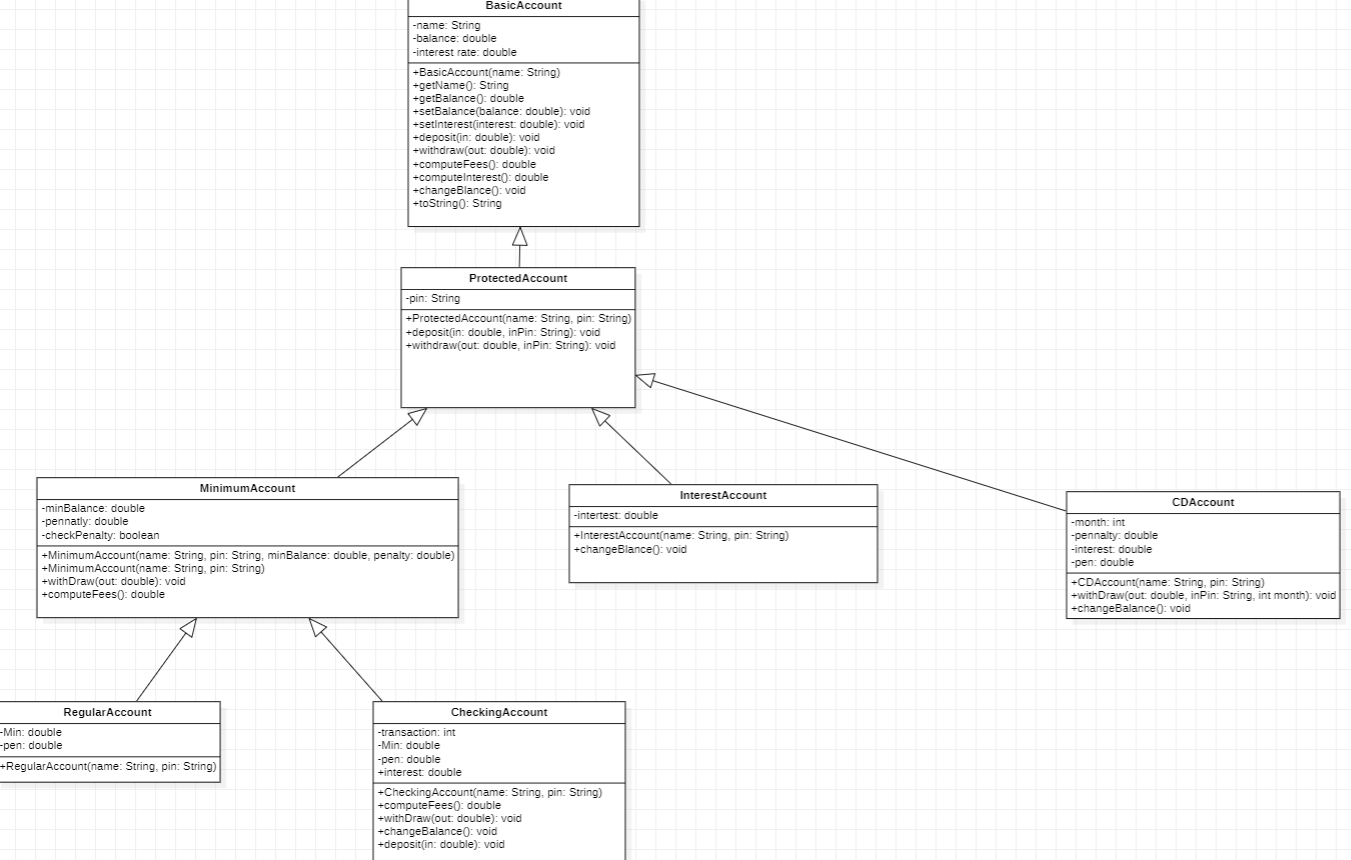 BasicAccount
-name: String
-balance: double
-interest rate: double
+BasicAccount(name: String)
+getName(): String
+getBalance(): double
+setBalance(balance: double): void
+setInterest(interest: double): void
+deposit(in: double): void
+withdraw(out: double): void
+computeFees(): double
+computeInterest(): double
+changeBlance(): void
+toString(): String
ProtectedAccount
-pin: String
+ProtectedAccount(name: String, pin: String)
+deposit(in: double, inPin: String): void
+withdraw(out: double, inPin: String): void
MinimumAccount
-minBalance: double
-pennatly: double
-checkPenalty: boolean
+MinimumAccount(name: String, pin: String, minBalance: double, penalty: double)
+MinimumAccount(name: String, pin: String)
+withDraw(out: double): void
+computeFees(): double
InterestAccount
-intertest: double
+InterestAccount(name: String, pin: String)
+changeBlance(): void
CDAccount
-month: int
-pennalty: double
-interest: double
-pen: double
+CDAccount(name: String, pin: String)
+withDraw(out: double, inPin: String, int month): void
+changeBalance(): void
RegularAccount
-Min: double
-pen: double
+RegularAccount(name: String, pin: String)
CheckingAccount
-transaction: int
-Min: double
-pen: double
+interest: double
+CheckingAccount(name: String, pin: String)
+computeFees(): double
+withDraw(out: double): void
+changeBalance(): void
+deposit(in: double): void